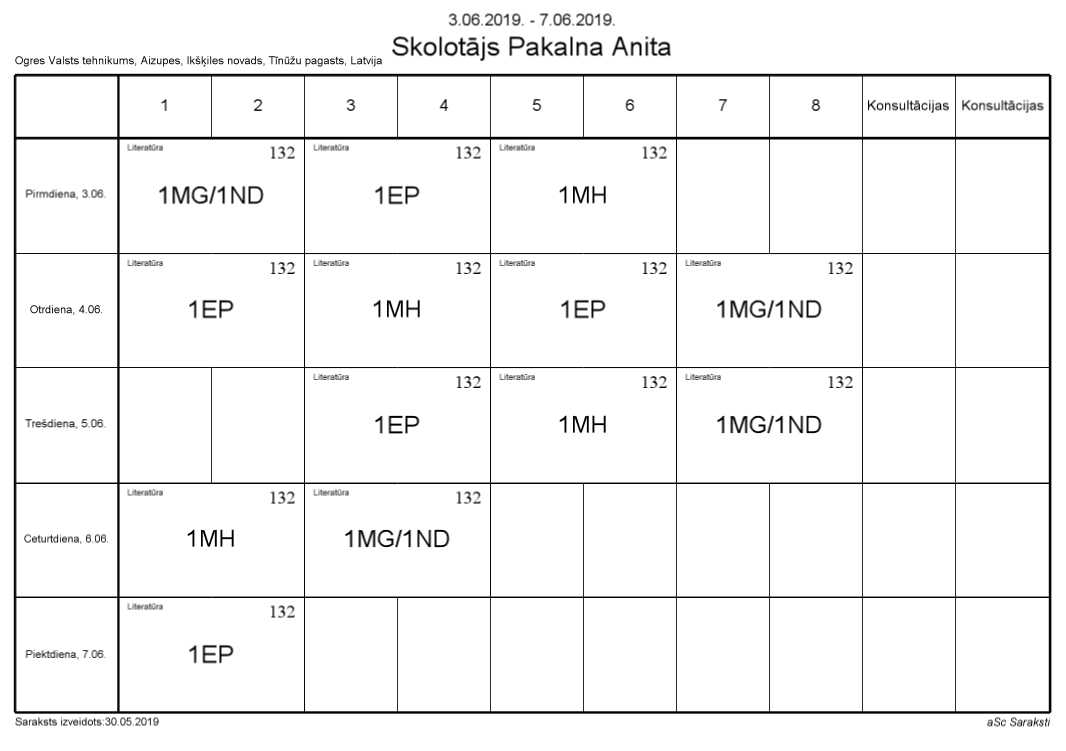 3.06.2019. - 7.06.2019.
Skolotājs Pakalna Anita
Ogres Valsts tehnikums, Aizupes, Ikšķiles novads, Tīnūžu pagasts, Latvija
1 2 3 4 5 6 7 8 Konsultācijas Konsultācijas
Literatūra 132 Literatūra 132 Literatūra 132
Pirmdiena, 3.06. 1MG/1ND 1EP 1MH
Literatūra 132 Literatūra 132 Literatūra 132 Literatūra 132
Otrdiena, 4.06. 1EP 1MH 1EP 1MG/1ND
Literatūra 132 Literatūra 132 Literatūra 132
Trešdiena, 5.06. 1EP 1MH 1MG/1ND
Literatūra 132 Literatūra 132
Ceturtdiena, 6.06. 1MH 1MG/1ND
Literatūra 132
Piektdiena, 7.06. 1EP
Saraksts izveidots:30.05.2019 aSc Saraksti